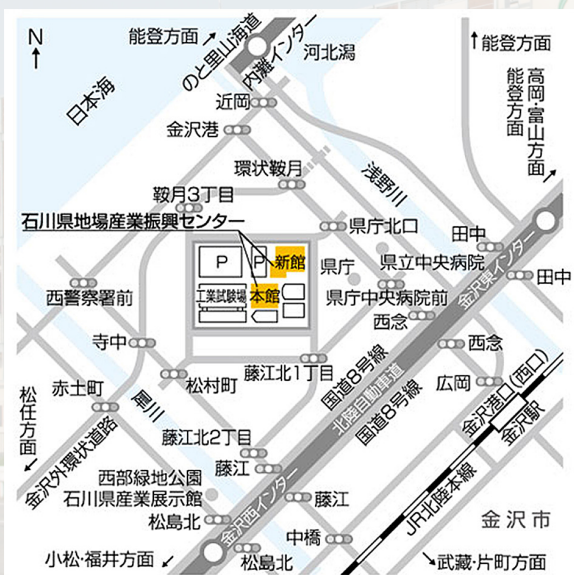 N
能登方面
のと里山海道
内灘インター
河北潟
能登方面
高岡・富山方面
能登方面
日本海
近岡
金沢港
環状鞍月
浅野川
鞍月3丁目
石川県地場産業振興センター
県庁北口
田中
P
P
新館
県庁
県立中央病院
金沢東インター
田中
西警察署前
工業試験場
本館
県庁中央病院前
西念
寺中
西念
藤江北1丁目
国道8号線
北陸自動車道
国道8号線
松村町
広岡
金沢港口(西口)
金沢駅
赤土町
犀川
松任方面
金沢外環状道路
藤江北2丁目
藤江
西部緑地公園
石川県産業展示館
藤江
JR北陸本線
松島北
金沢西インター
金沢市
中橋
小松・福井方面
松島北
武蔵・片町方面